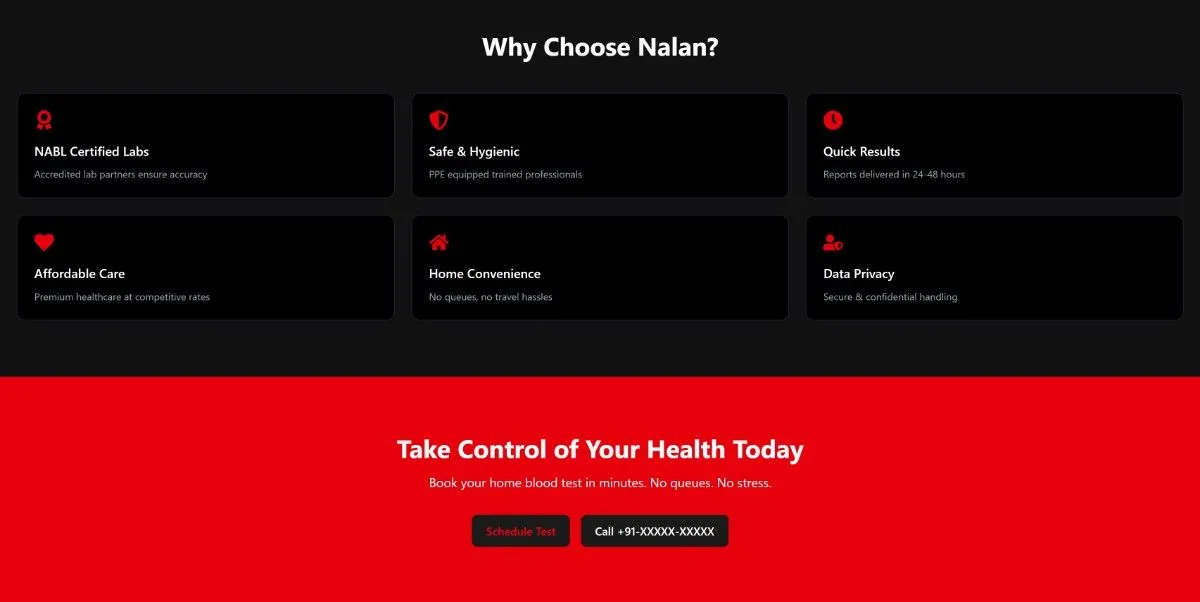 Why Choose Nalan?
NABL Certified Labs
Accredited lab partners ensure accuracy
Safe & Hygienic
PPE equipped trained professionals
Quick Results
Reports delivered in 24-48 hours
Affordable Care
Premium healthcare at competitive rates
Home Convenience
No queues, no travel hassles
Data Privacy
Secure & confidential handling
Take Control of Your Health Today
Book your home blood test in minutes. No queues. No stress.
Schedule Test
Call +91-XXXXX-XXXXX